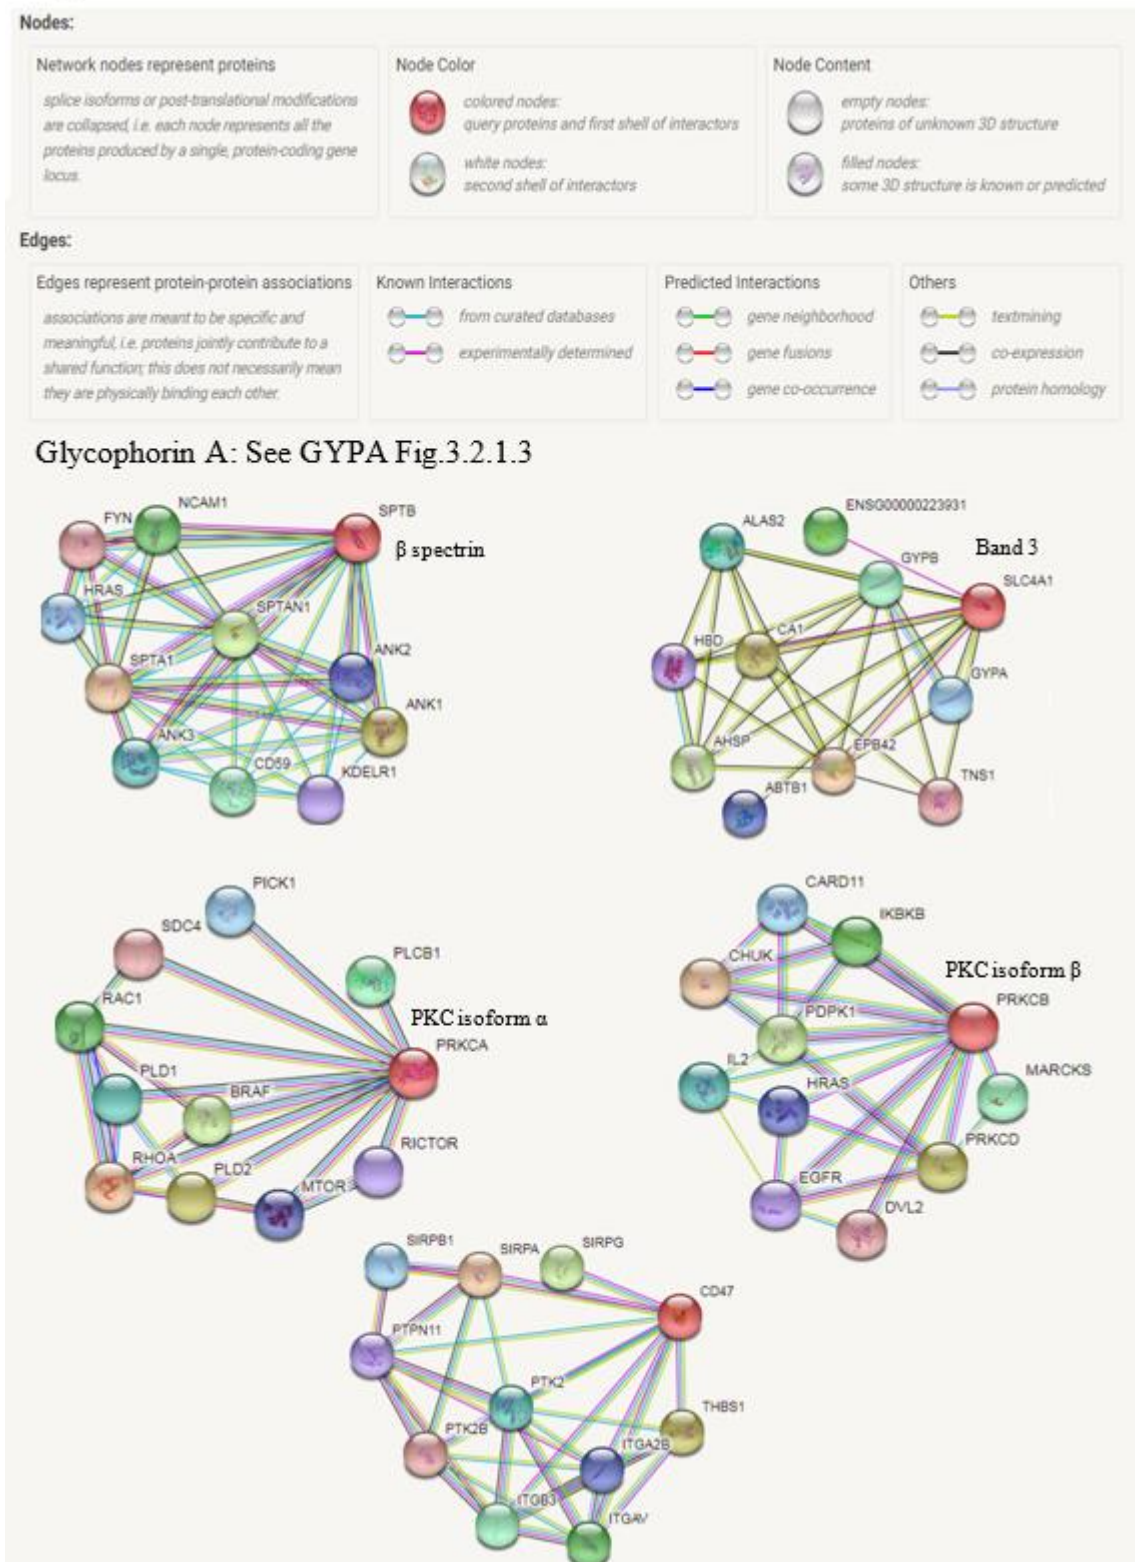 Nodes:
Network nodes represent proteins
splice isoforms or post-translational modifications
are collapsed, i.e. each node represents all the
proteins produced by a single, protein-coding gene
locus.
Node Color
colored nodes:
query proteins and first shell of interactors
white nodes:
second shell of interactors
Node Content
empty nodes:
proteins of unknown 3D structure
filled nodes:
some 3D structure is known or predicted
Edges:
Edges represent protein-protein associations
associations are meant to be specific and
meaningful, i.e. proteins jointly contribute to a
shared function; this does not necessarily mean
they are physically binding each other.
Known Interactions
from curated databases
experimentally determined
Predicted Interactions
gene neighborhood
gene fusions
gene co-occurrence
Others
textmining
co-expression
protein homology
Glycophorin A: See GYPA Fig.3.2.1.3
FYN
NCAM1
SPTB
β spectrin
HRAS
SPTAN1
SPTA1
ANK2
ANK1
ANK3
CD59
KDELR1
ENSG00000223931
ALAS2
GYPB
Band 3
SLC4A1
HBD
CA1
GYPA
AHSP
EPB42
ABTB1
TNS1
PICK1
SDC4
PLCB1
RAC1
PKC isoform α
PRKCA
PLD1
BRAF
RHOA
PLD2
RICTOR
MTOR
CARD11
IKBKB
CHUK
PKC isoform β
PRKCB
PDPK1
IL2
HRAS
MARCKS
PRKCD
EGFR
DVL2
SIRPB1
SIRPA
SIRPG
CD47
PTPN11
PTK2
THBS1
PTK2B
ITGA2B
ITGB3
ITGAV